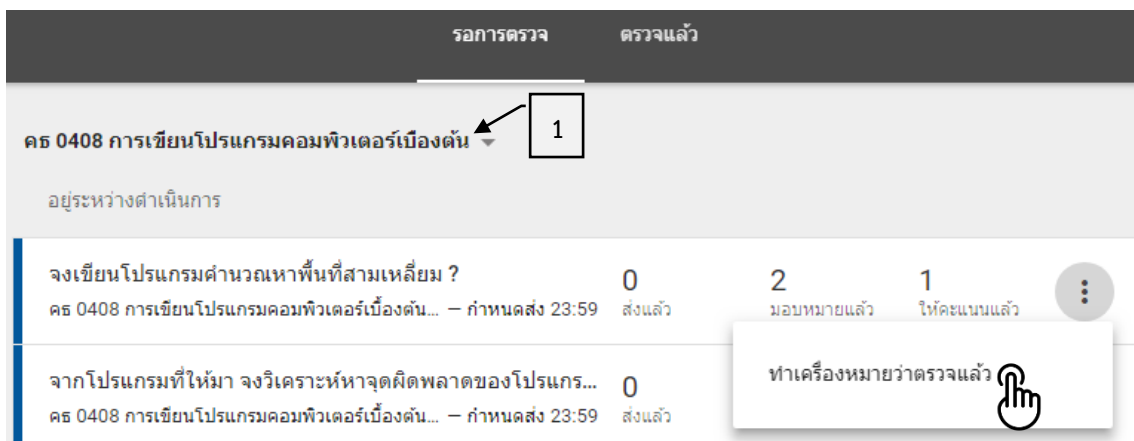 รอการตรวจ ตรวจแล้ว
1
คธ 0408 การเขียนโปรแกรมคอมพิวเตอร์เบื้องต้น
อยู่ระหว่างดำเนินการ
จงเขียนโปรแกรมคำนวณหาพื้นที่สามเหลี่ยม ? 0 2 1
คธ 0408 การเขียนโปรแกรมคอมพิวเตอร์เบื้องต้น... – กำหนดส่ง 23:59 ส่งแล้ว มอบหมายแล้ว ให้คะแนนแล้ว
จากโปรแกรมที่ให้มา จงวิเคราะห์หาจุดผิดพลาดของโปรแกร... 0 ทำเครื่องหมายว่าตรวจแล้ว
คธ 0408 การเขียนโปรแกรมคอมพิวเตอร์เบื้องต้น... – กำหนดส่ง 23:59 ส่งแล้ว